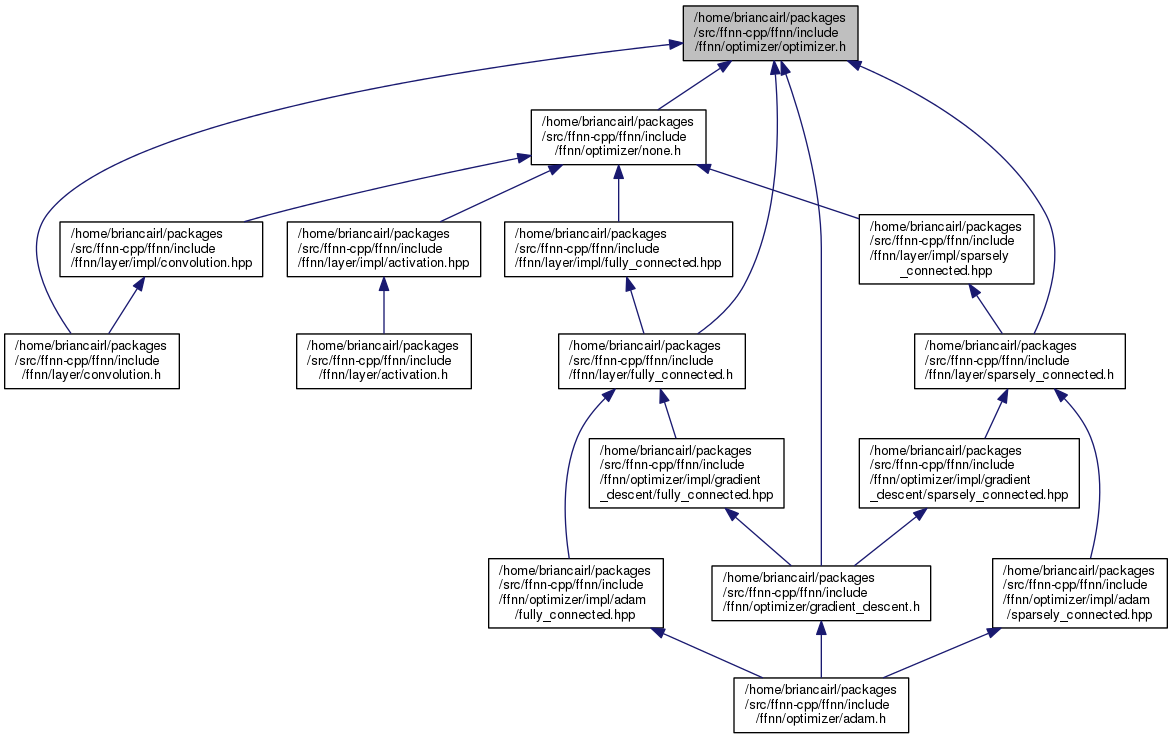 /home/briancairl/packages
/src/ffnn-cpp/ffnn/include
/ffnn/optimizer/optimizer.h
/home/briancairl/packages
/src/ffnn-cpp/ffnn/include
/ffnn/optimizer/none.h
/home/briancairl/packages
/src/ffnn-cpp/ffnn/include
/ffnn/layer/impl/convolution.hpp
/home/briancairl/packages
/src/ffnn-cpp/ffnn/include
/ffnn/layer/impl/activation.hpp
/home/briancairl/packages
/src/ffnn-cpp/ffnn/include
/ffnn/layer/impl/fully_connected.hpp
/home/briancairl/packages
/src/ffnn-cpp/ffnn/include
/ffnn/layer/impl/sparsely
_connected.hpp
/home/briancairl/packages
/src/ffnn-cpp/ffnn/include
/ffnn/layer/convolution.h
/home/briancairl/packages
/src/ffnn-cpp/ffnn/include
/ffnn/layer/activation.h
/home/briancairl/packages
/src/ffnn-cpp/ffnn/include
/ffnn/layer/fully_connected.h
/home/briancairl/packages
/src/ffnn-cpp/ffnn/include
/ffnn/layer/sparsely_connected.h
/home/briancairl/packages
/src/ffnn-cpp/ffnn/include
/ffnn/optimizer/impl/gradient
_descent/fully_connected.hpp
/home/briancairl/packages
/src/ffnn-cpp/ffnn/include
/ffnn/optimizer/impl/gradient
_descent/sparsely_connected.hpp
/home/briancairl/packages
/src/ffnn-cpp/ffnn/include
/ffnn/optimizer/impl/adam
/fully_connected.hpp
/home/briancairl/packages
/src/ffnn-cpp/ffnn/include
/ffnn/optimizer/gradient_descent.h
/home/briancairl/packages
/src/ffnn-cpp/ffnn/include
/ffnn/optimizer/impl/adam
/sparsely_connected.hpp
/home/briancairl/packages
/src/ffnn-cpp/ffnn/include
/ffnn/optimizer/adam.h